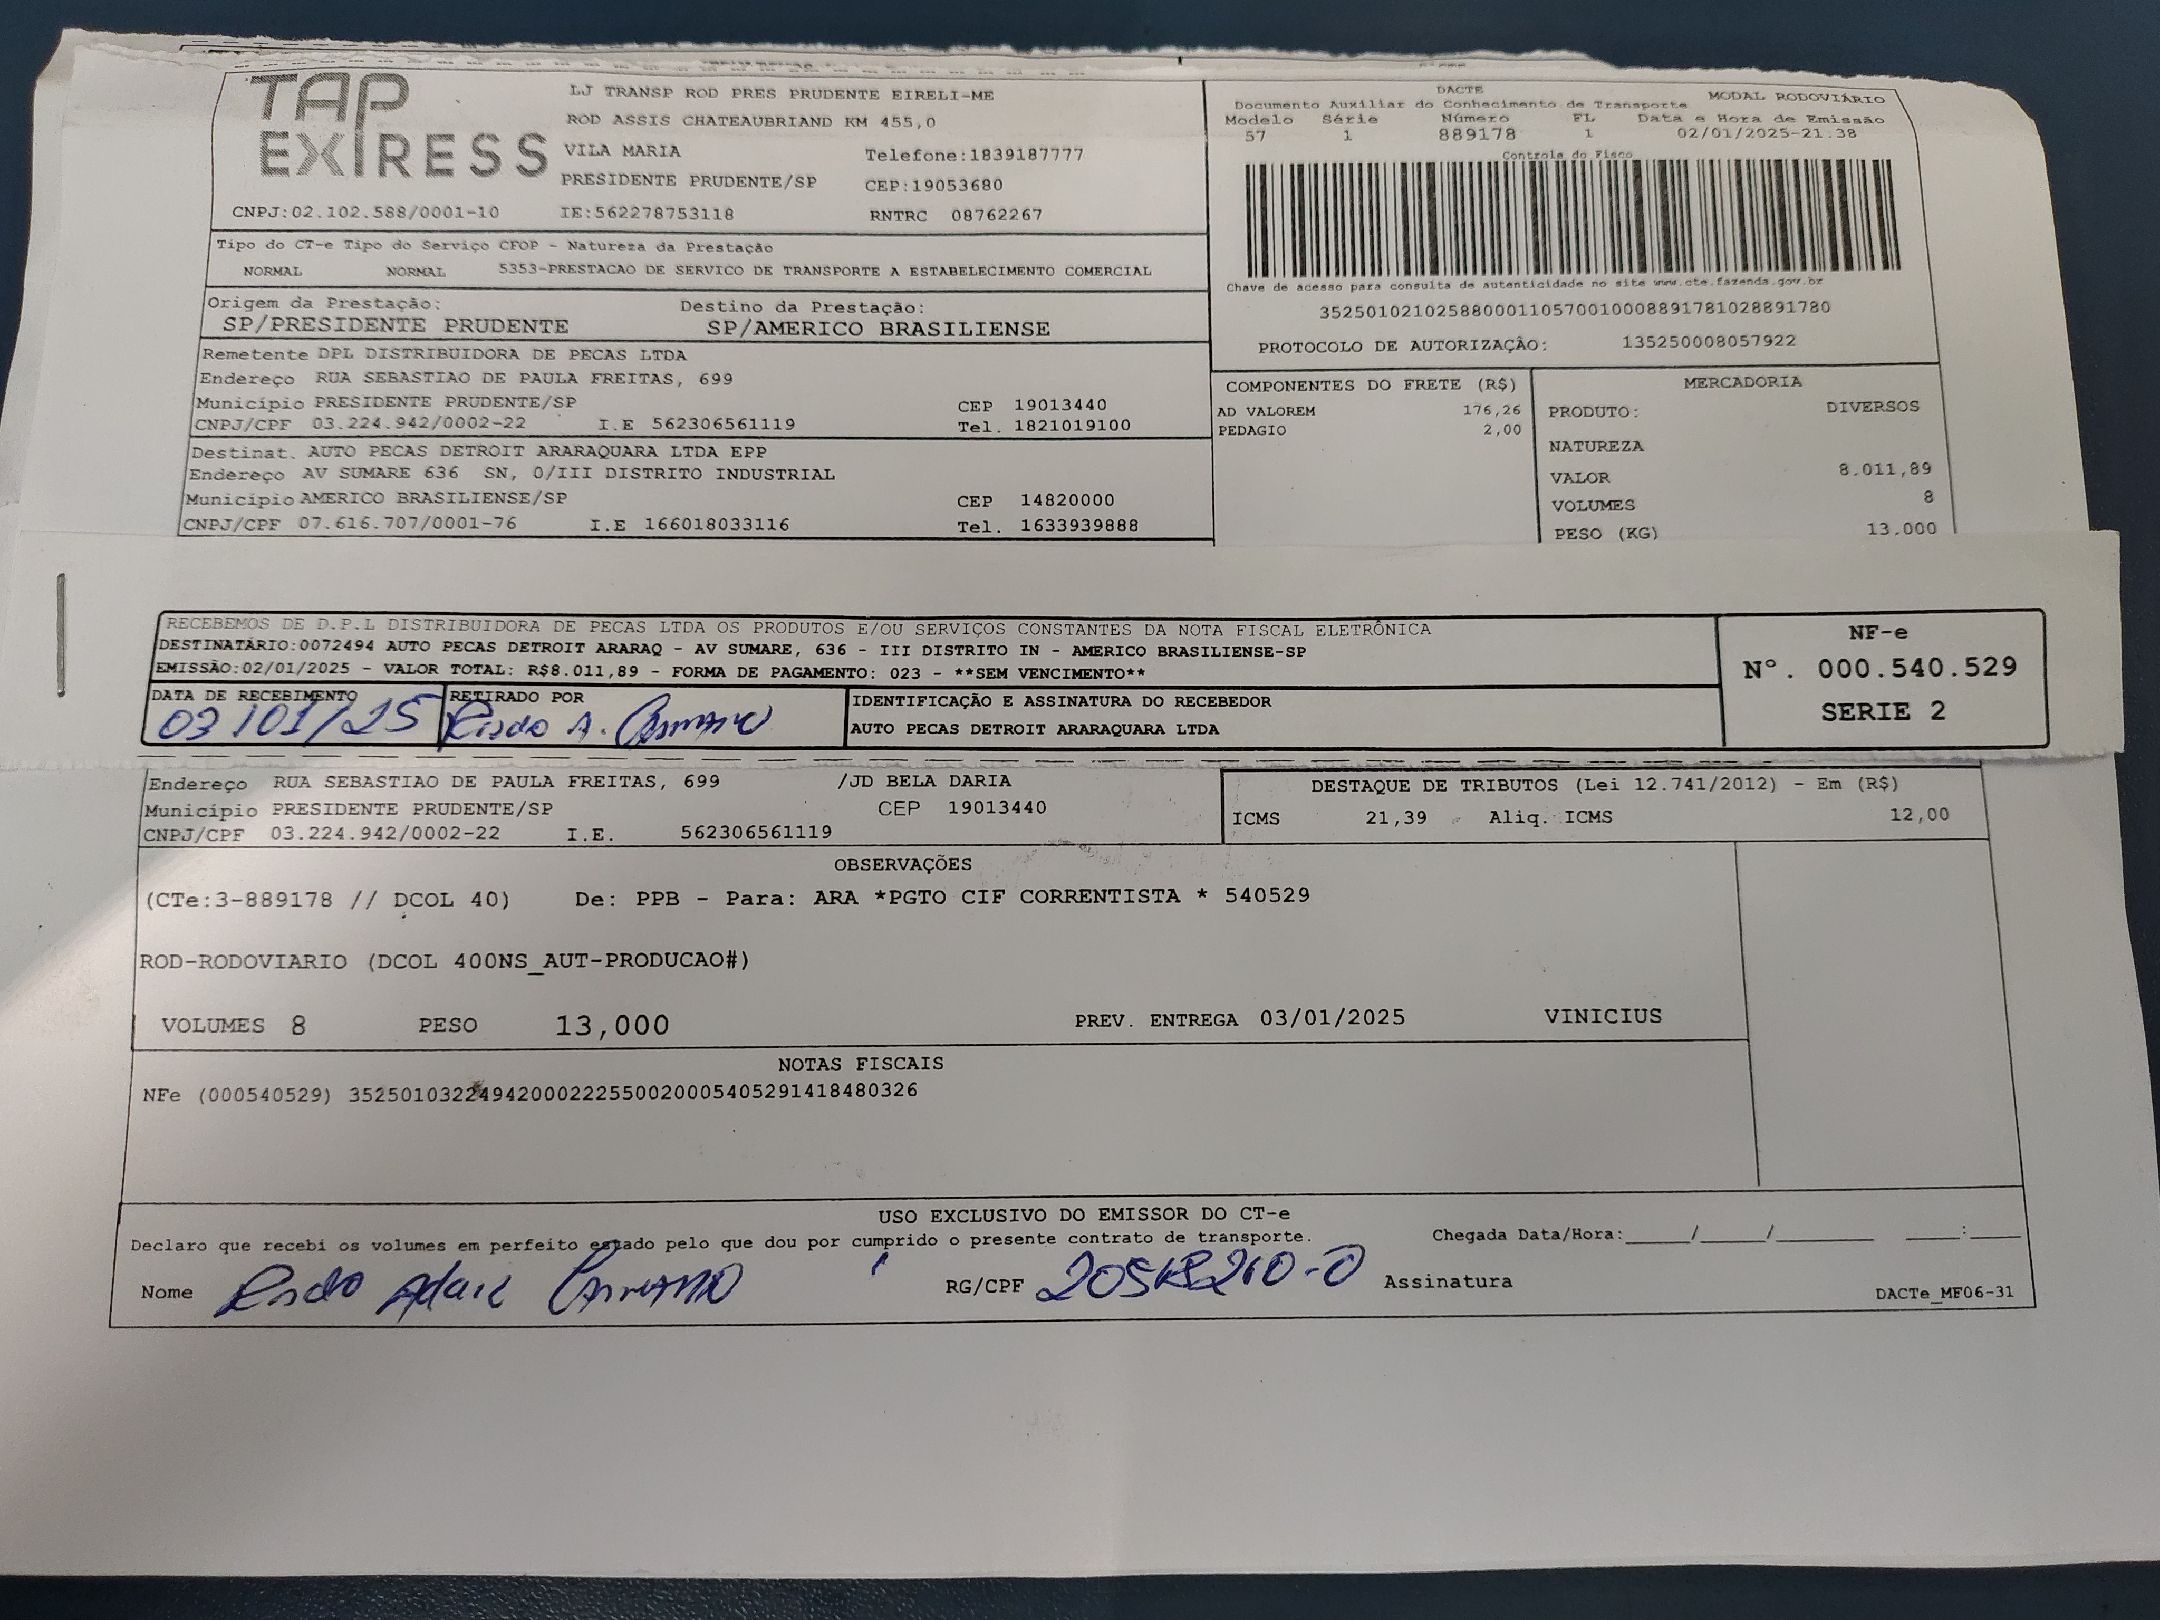 TAP
EXPRESS
LJ TRANSP ROD PRES PRUDENTE EIRELI-ME
ROD ASSIS CHATEAUBRIAND KM 455,0
VILA MARIA Telefone:1839187777
PRESIDENTE PRUDENTE/SP CEP:19053680
CNPJ:02.102.588/0001-10 IE:562278753118 RNTRC 08762267
DACTE
Documento Auxiliar do Conhecimento de Transporte MODAL RODOVIÁRIO
Modelo Série Número FL Data e Hora de Emissão
57 1 889178 1 02/01/2025-21.38
Controle do Fisco
Chave de acesso para consulta de autenticidade no site www.cte.fazenda.gov.br
35250102102588000110570010008891781028891780
PROTOCOLO DE AUTORIZAÇÃO: 135250008057922
Tipo do CT-e Tipo do Serviço CFOP - Natureza da Prestação
NORMAL NORMAL 5353-PRESTACAO DE SERVICO DE TRANSPORTE A ESTABELECIMENTO COMERCIAL
Origem da Prestação: Destino da Prestação:
SP/PRESIDENTE PRUDENTE SP/AMERICO BRASILIENSE
Remetente DPL DISTRIBUIDORA DE PECAS LTDA
Endereço RUA SEBASTIAO DE PAULA FREITAS, 699
Município PRESIDENTE PRUDENTE/SP CEP 19013440
CNPJ/CPF 03.224.942/0002-22 I.E 562306561119 Tel. 1821019100
Destinat. AUTO PECAS DETROIT ARARAQUARA LTDA EPP
Endereço AV SUMARE 636 SN, 0/III DISTRITO INDUSTRIAL
Município AMERICO BRASILIENSE/SP CEP 14820000
CNPJ/CPF 07.616.707/0001-76 I.E 166018033116 Tel. 1633939888
COMPONENTES DO FRETE (R$)
AD VALOREM 176,26
PEDAGIO 2,00
MERCADORIA
PRODUTO: DIVERSOS
NATUREZA
VALOR 8.011,89
VOLUMES 8
PESO (KG) 13.000
RECEBEMOS DE D.P.L DISTRIBUIDORA DE PECAS LTDA OS PRODUTOS E/OU SERVIÇOS CONSTANTES DA NOTA FISCAL ELETRÔNICA
DESTINATÁRIO:0072494 AUTO PECAS DETROIT ARARAQ - AV SUMARE, 636 - III DISTRITO IN - AMERICO BRASILIENSE-SP
EMISSÃO:02/01/2025 - VALOR TOTAL: R$8.011,89 - FORMA DE PAGAMENTO: 023 - **SEM VENCIMENTO**
DATA DE RECEBIMENTO RETIRADO POR IDENTIFICAÇÃO E ASSINATURA DO RECEBEDOR
03/01/25 A. AUTO PECAS DETROIT ARARAQUARA LTDA
NF-e
Nº. 000.540.529
SERIE 2
Endereço RUA SEBASTIAO DE PAULA FREITAS, 699 /JD BELA DARIA
Município PRESIDENTE PRUDENTE/SP CEP 19013440
CNPJ/CPF 03.224.942/0002-22 I.E. 562306561119
DESTAQUE DE TRIBUTOS (Lei 12.741/2012) - Em (R$)
ICMS 21,39 Aliq. ICMS 12,00
OBSERVAÇÕES
(CTe:3-889178 // DCOL 40) De: PPB - Para: ARA *PGTO CIF CORRENTISTA * 540529
ROD-RODOVIARIO (DCOL 400NS_AUT-PRODUCAO#)
VOLUMES 8 PESO 13,000 PREV. ENTREGA 03/01/2025 VINICIUS
NOTAS FISCAIS
NFe (000540529) 35250103224942000222550020005405291418480326
USO EXCLUSIVO DO EMISSOR DO CT-e
Declaro que recebi os volumes em perfeito estado pelo que dou por cumprido o presente contrato de transporte. Chegada Data/Hora:_____/_____/_______ ____:____
Nome RG/CPF Assinatura
DACTe_MF06-31